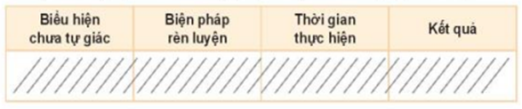 Biểu hiện
chưa tự giác
Biện pháp
rèn luyện
Thời gian
thực hiện
Kết quả